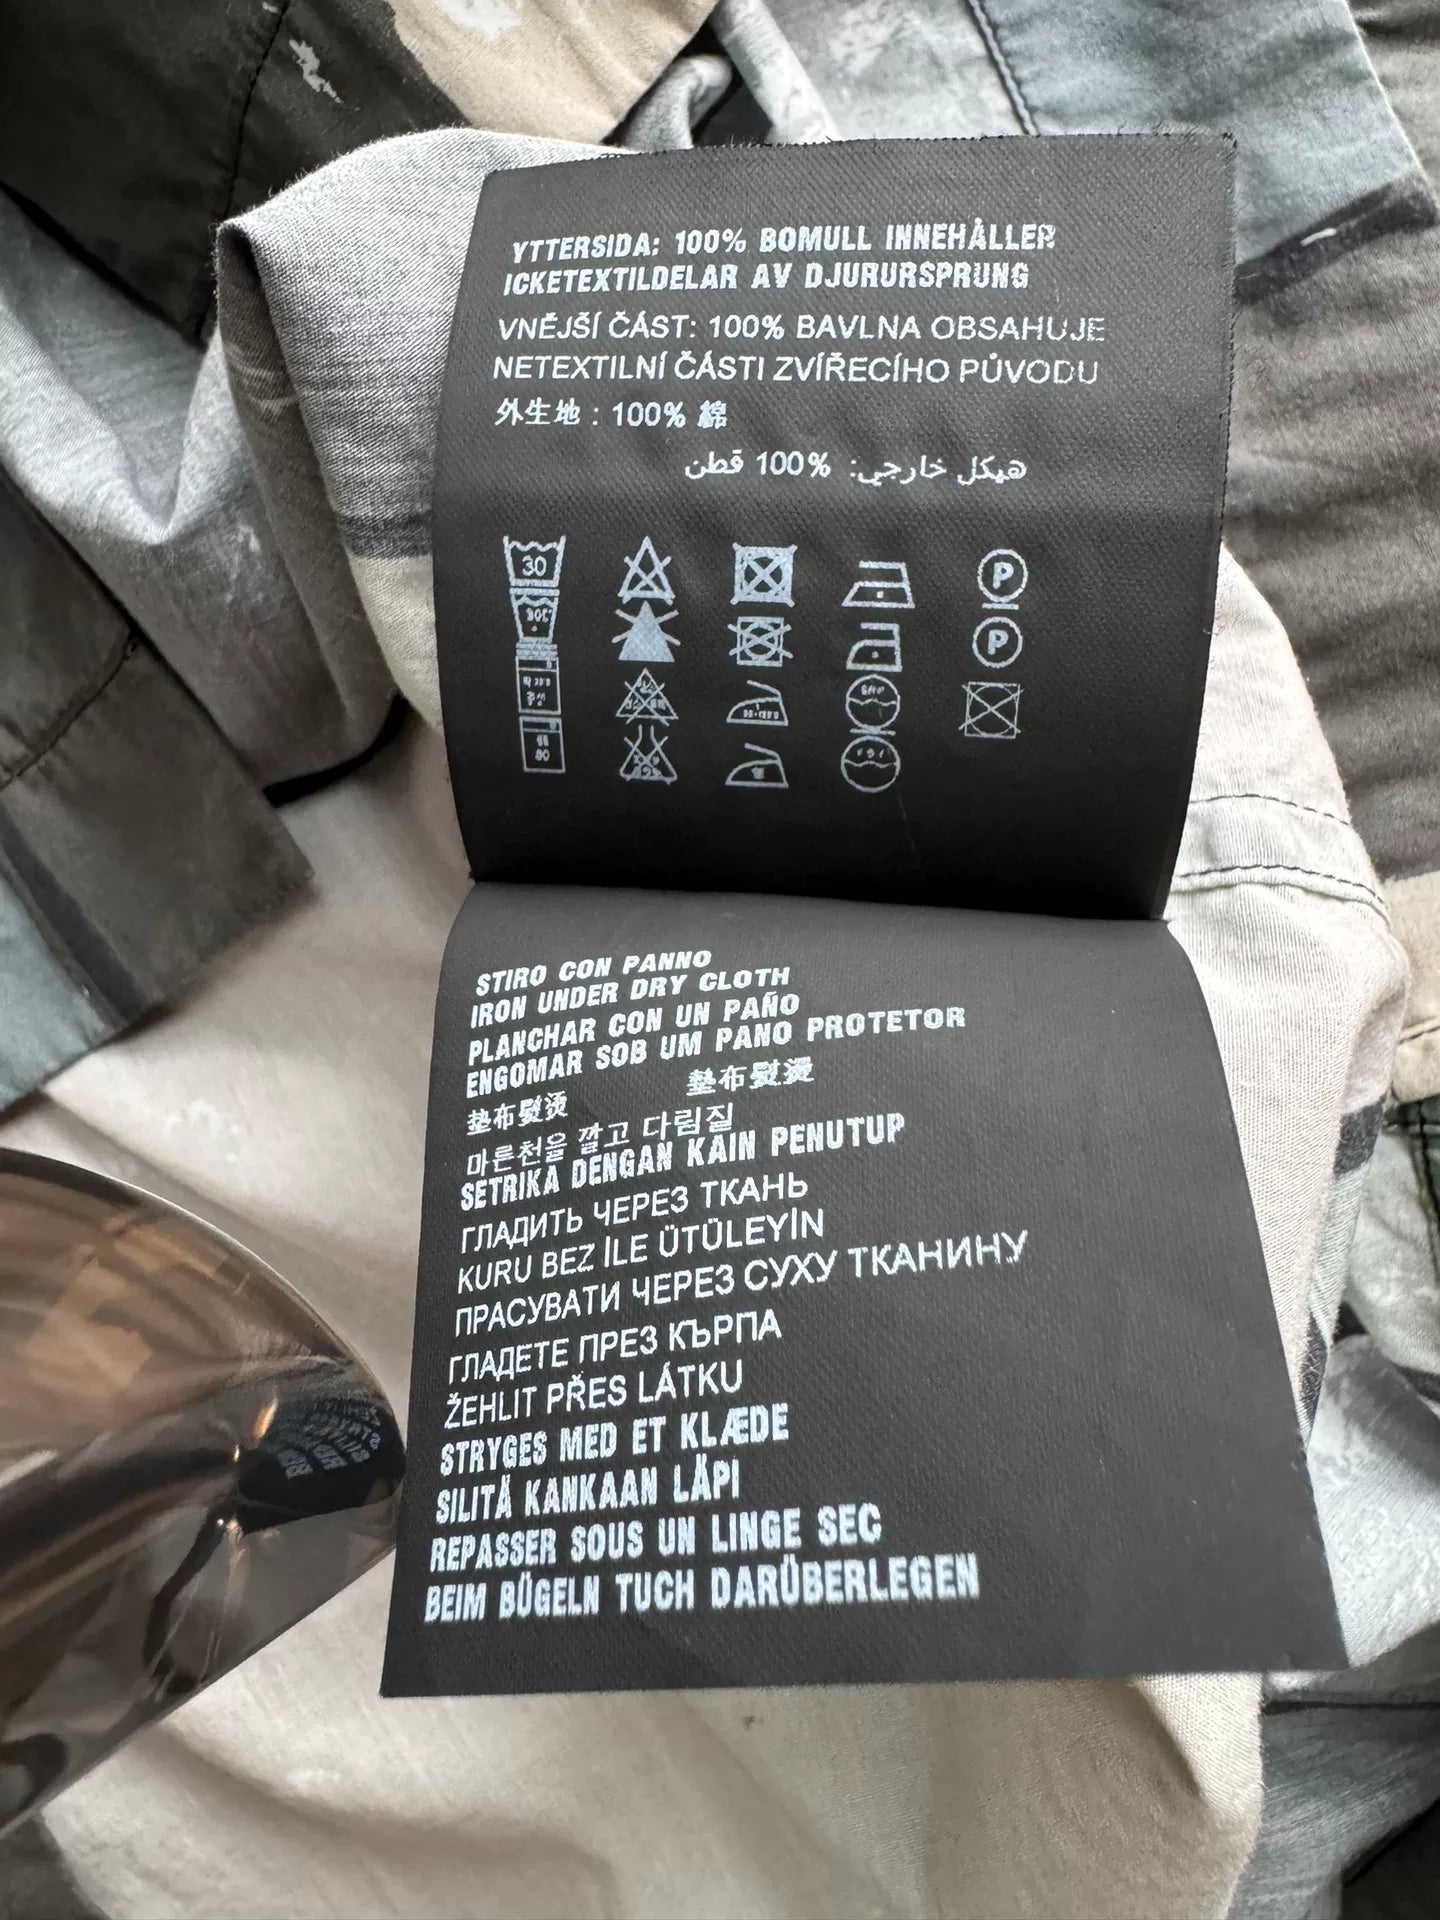 YTTERSIDA: 100% BOMULL INNEHÅLLER
ICKETEXTILDELAR AV DJURURSPRUNG
VNĚJŠÍ ČÁST: 100% BAVLNA OBSAHUJE
NETEXTILNÍ ČÁSTI ZVÍŘECÍHO PŮVODU
外生地 : 100% 綿
هيكل خارجي: 100% قطن
30 P
30C P
STIRO CON PANNO
IRON UNDER DRY CLOTH
PLANCHAR CON UN PAÑO
ENGOMAR SOB UM PANO PROTETOR
垫布熨烫 墊布熨燙
마른천을 깔고 다림질
SETRIKA DENGAN KAIN PENUTUP
ГЛАДИТЬ ЧЕРЕЗ ТКАНЬ
KURU BEZ İLE ÜTÜLEYİN
ПРАСУВАТИ ЧЕРЕЗ СУХУ ТКАНИНУ
ГЛАДЕТЕ ПРЕЗ КЪРПА
ŽEHLIT PŘES LÁTKU
STRYGES MED ET KLÆDE
SILITÄ KANKAAN LÄPI
REPASSER SOUS UN LINGE SEC
BEIM BÜGELN TUCH DARÜBERLEGEN